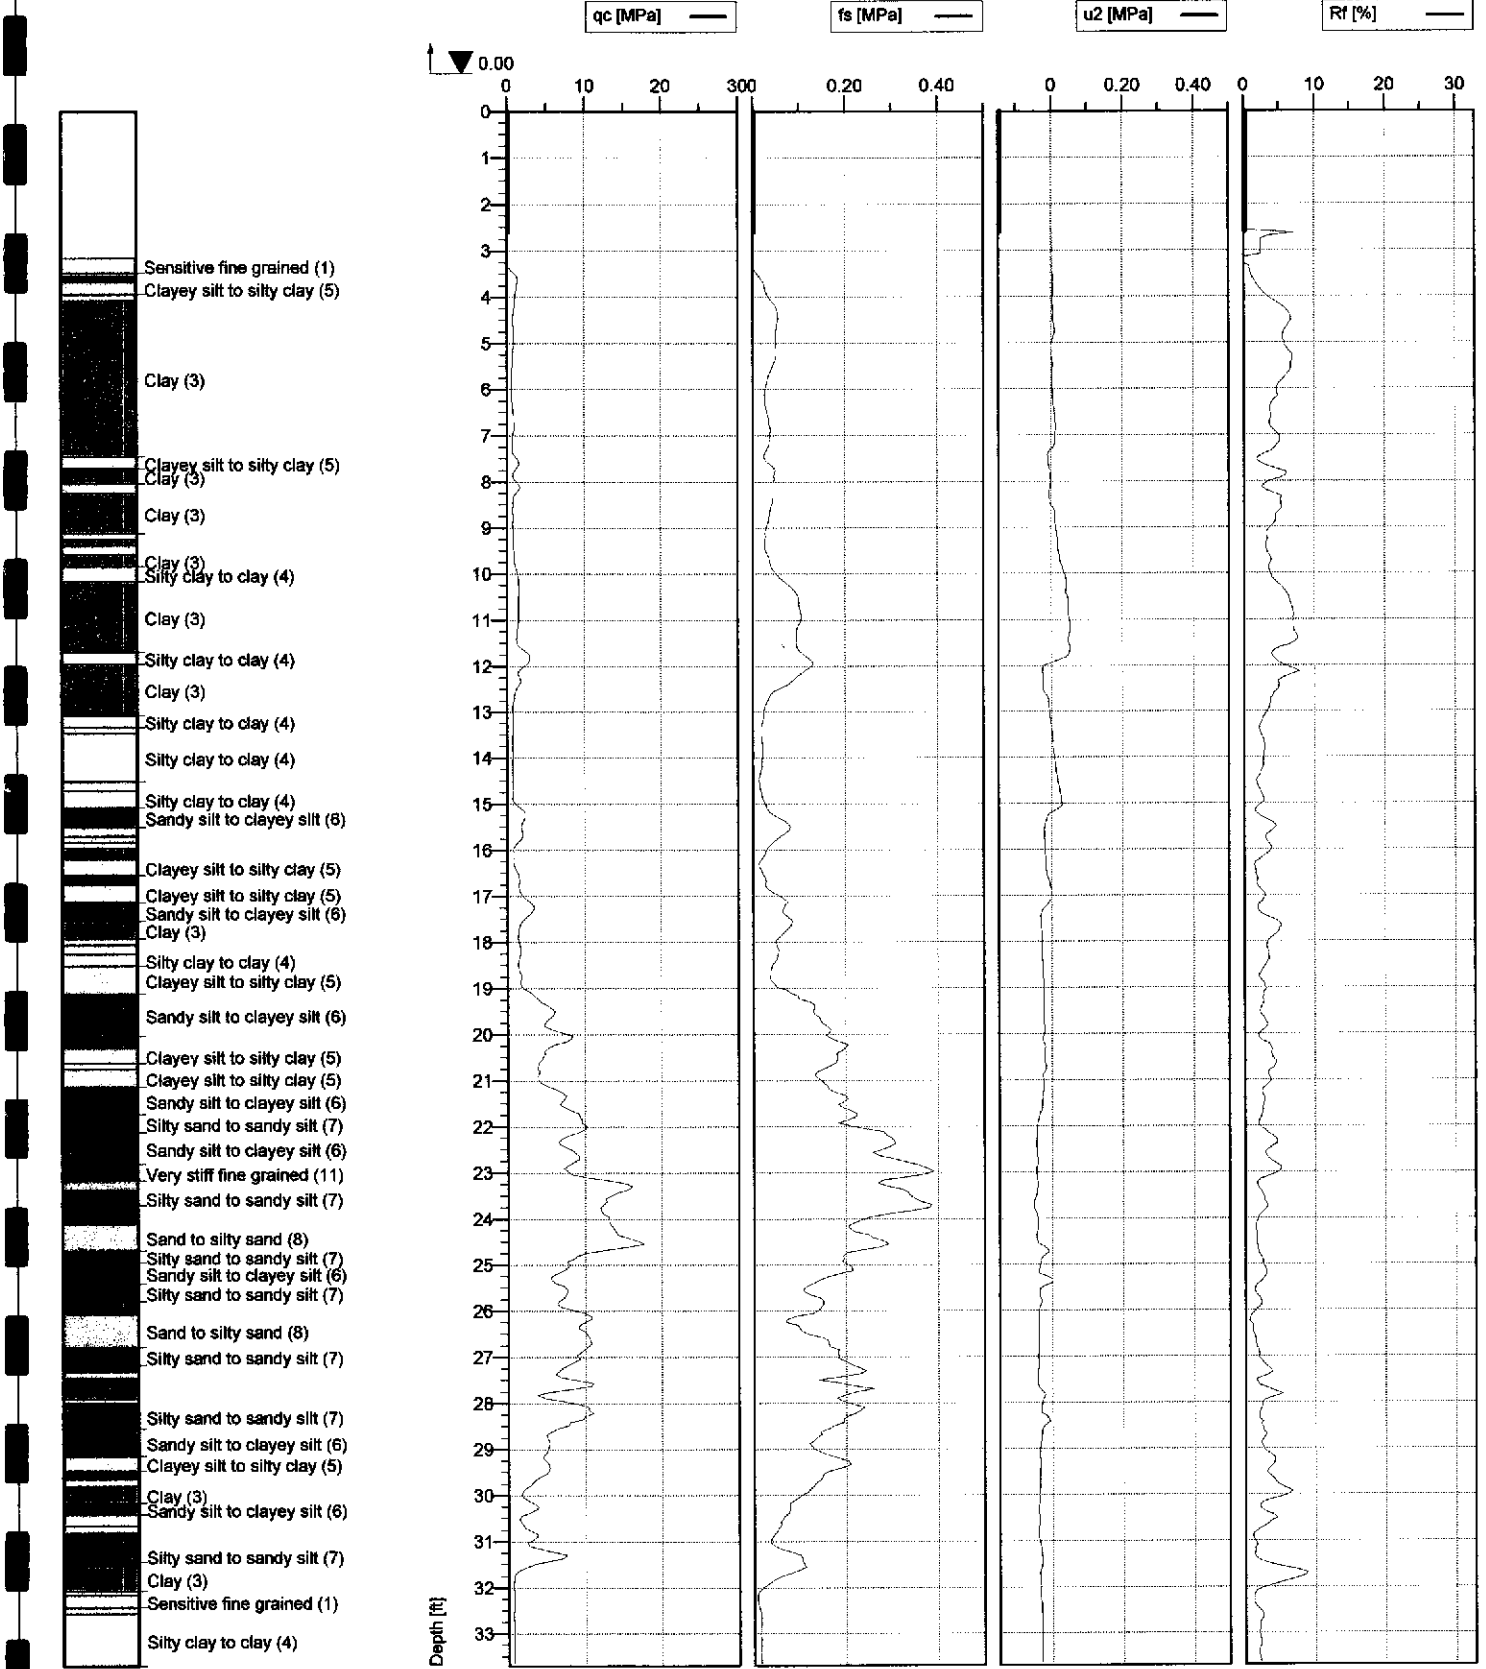 qc [MPa] fs [MPa] u2 [MPa] Rf [%]
0.00
0 10 20 300 0.20 0.40 0 0.20 0.40 0 10 20 30
0
1
2
3
Sensitive fine grained (1)
Clayey silt to silty clay (5)
4
5
Clay (3)
6
7
Clayey silt to silty clay (5)
Clay (3)
8
Clay (3)
9
Clay (3)
Silty clay to clay (4)
10
Clay (3)
11
Silty clay to clay (4)
12
Clay (3)
13
Silty clay to clay (4)
Silty clay to clay (4)
14
Silty clay to clay (4)
15
Sandy silt to clayey silt (6)
16
Clayey silt to silty clay (5)
Clayey silt to silty clay (5)
17
Sandy silt to clayey silt (6)
Clay (3)
18
Silty clay to clay (4)
Clayey silt to silty clay (5)
19
Sandy silt to clayey silt (6)
20
Clayey silt to silty clay (5)
Clayey silt to silty clay (5)
21
Sandy silt to clayey silt (6)
Silty sand to sandy silt (7)
22
Sandy silt to clayey silt (6)
Very stiff fine grained (11)
23
Silty sand to sandy silt (7)
24
Sand to silty sand (8)
Silty sand to sandy silt (7)
25
Sandy silt to clayey silt (6)
Silty sand to sandy silt (7)
26
Sand to silty sand (8)
Silty sand to sandy silt (7)
27
28
Silty sand to sandy silt (7)
Sandy silt to clayey silt (6)
29
Clayey silt to silty clay (5)
Clay (3)
30
Sandy silt to clayey silt (6)
31
Silty sand to sandy silt (7)
Clay (3)
32
Sensitive fine grained (1)
33
Silty clay to clay (4)
Depth [ft]